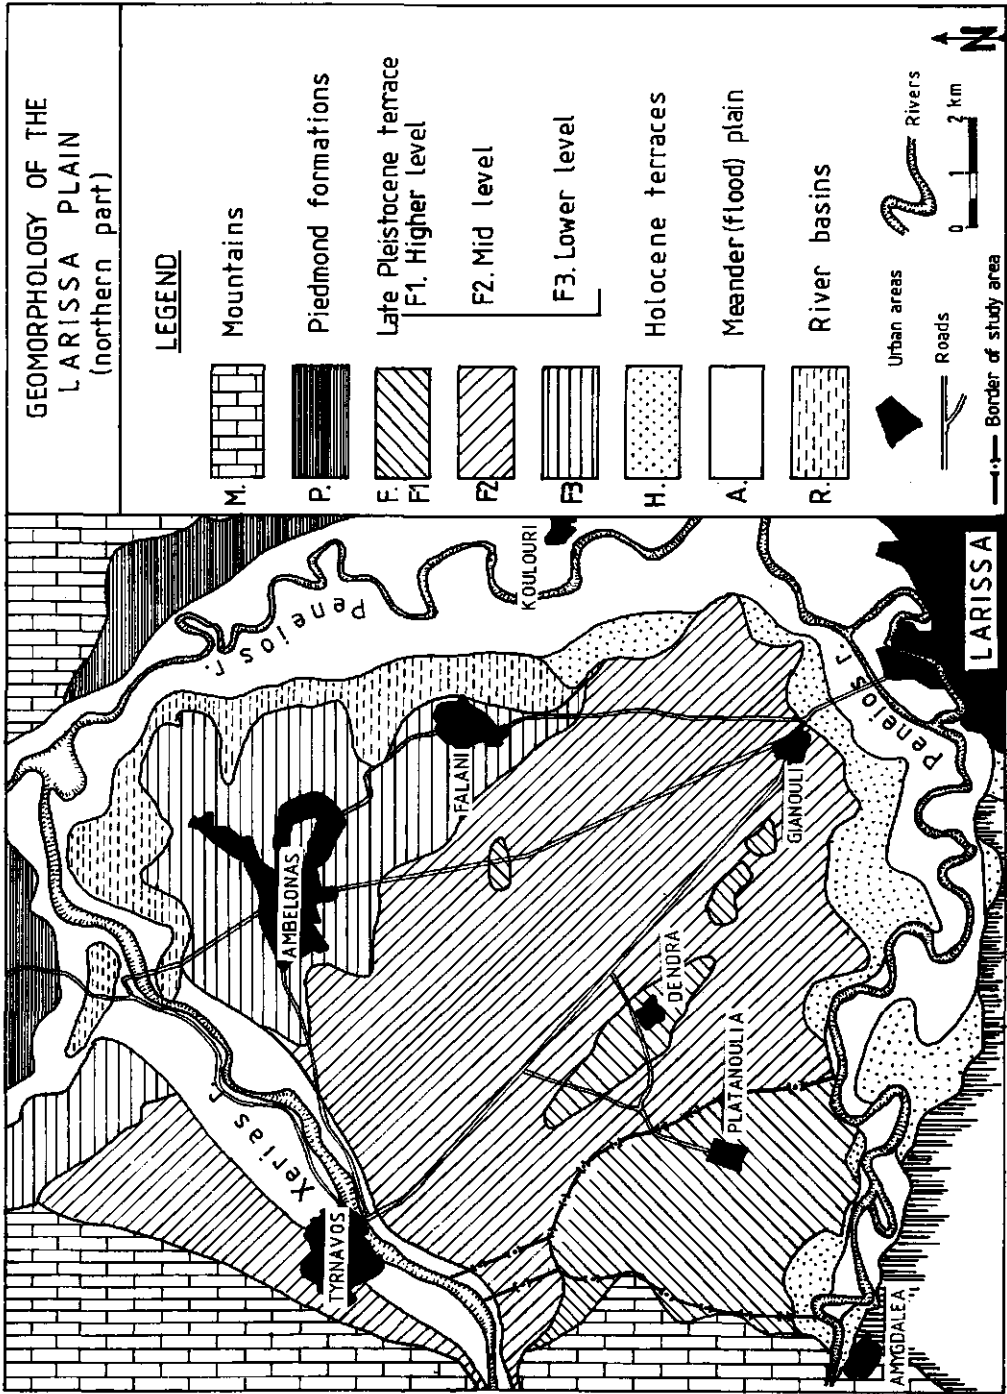 GEOMORPHOLOGY OF THE
LARISSA PLAIN
(northern part)
LEGEND
M. Mountains
P. Piedmond formations
F. Late Pleistocene terrace
F1 F1. Higher level
F2 F2. Mid level
F3 F3. Lower level
H. Holocene terraces
A. Meander (flood) plain
R. River basins
Urban areas
Rivers
Roads
0 1 2 km
Border of study area
N
Peneios r.
KOULOURI
FALANI
AMBELONAS
Xerias r.
TYRNAVOS
DENDRA
PLATANOULIA
GIANOULI
Peneios r.
LARISSA
AMYGDALEA